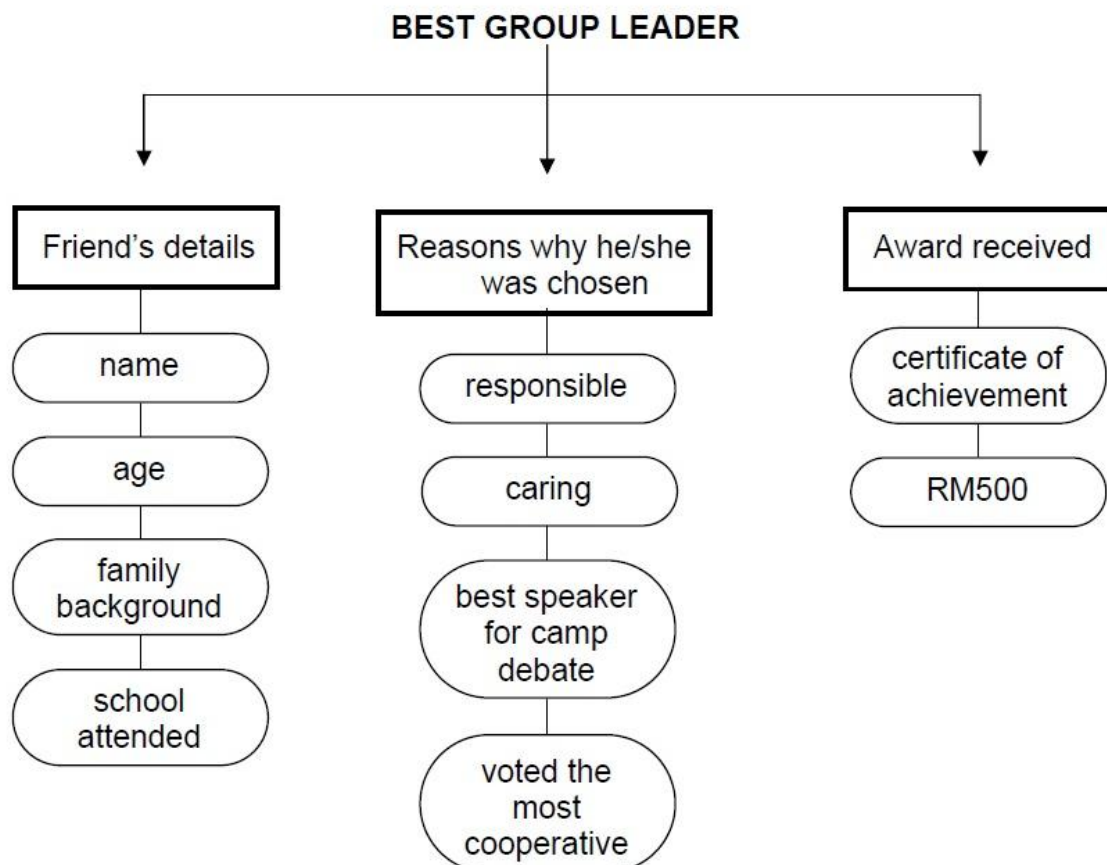 BEST GROUP LEADER
Friend's details
name
age
family
background
school
attended
Reasons why he/she
was chosen
responsible
caring
best speaker
for camp
debate
voted the
most
cooperative
Award received
certificate of
achievement
RM500